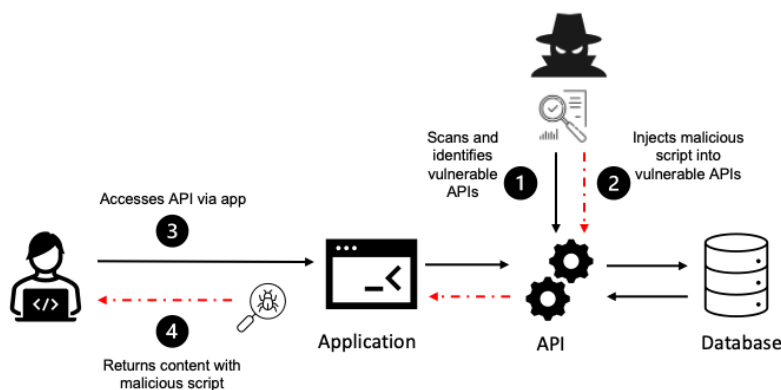 Scans and
identifies
vulnerable
APIs
1
2
Injects malicious
script into
vulnerable APIs
Accesses API via app
3
</>
4
Returns content with
malicious script
Application
API
Database